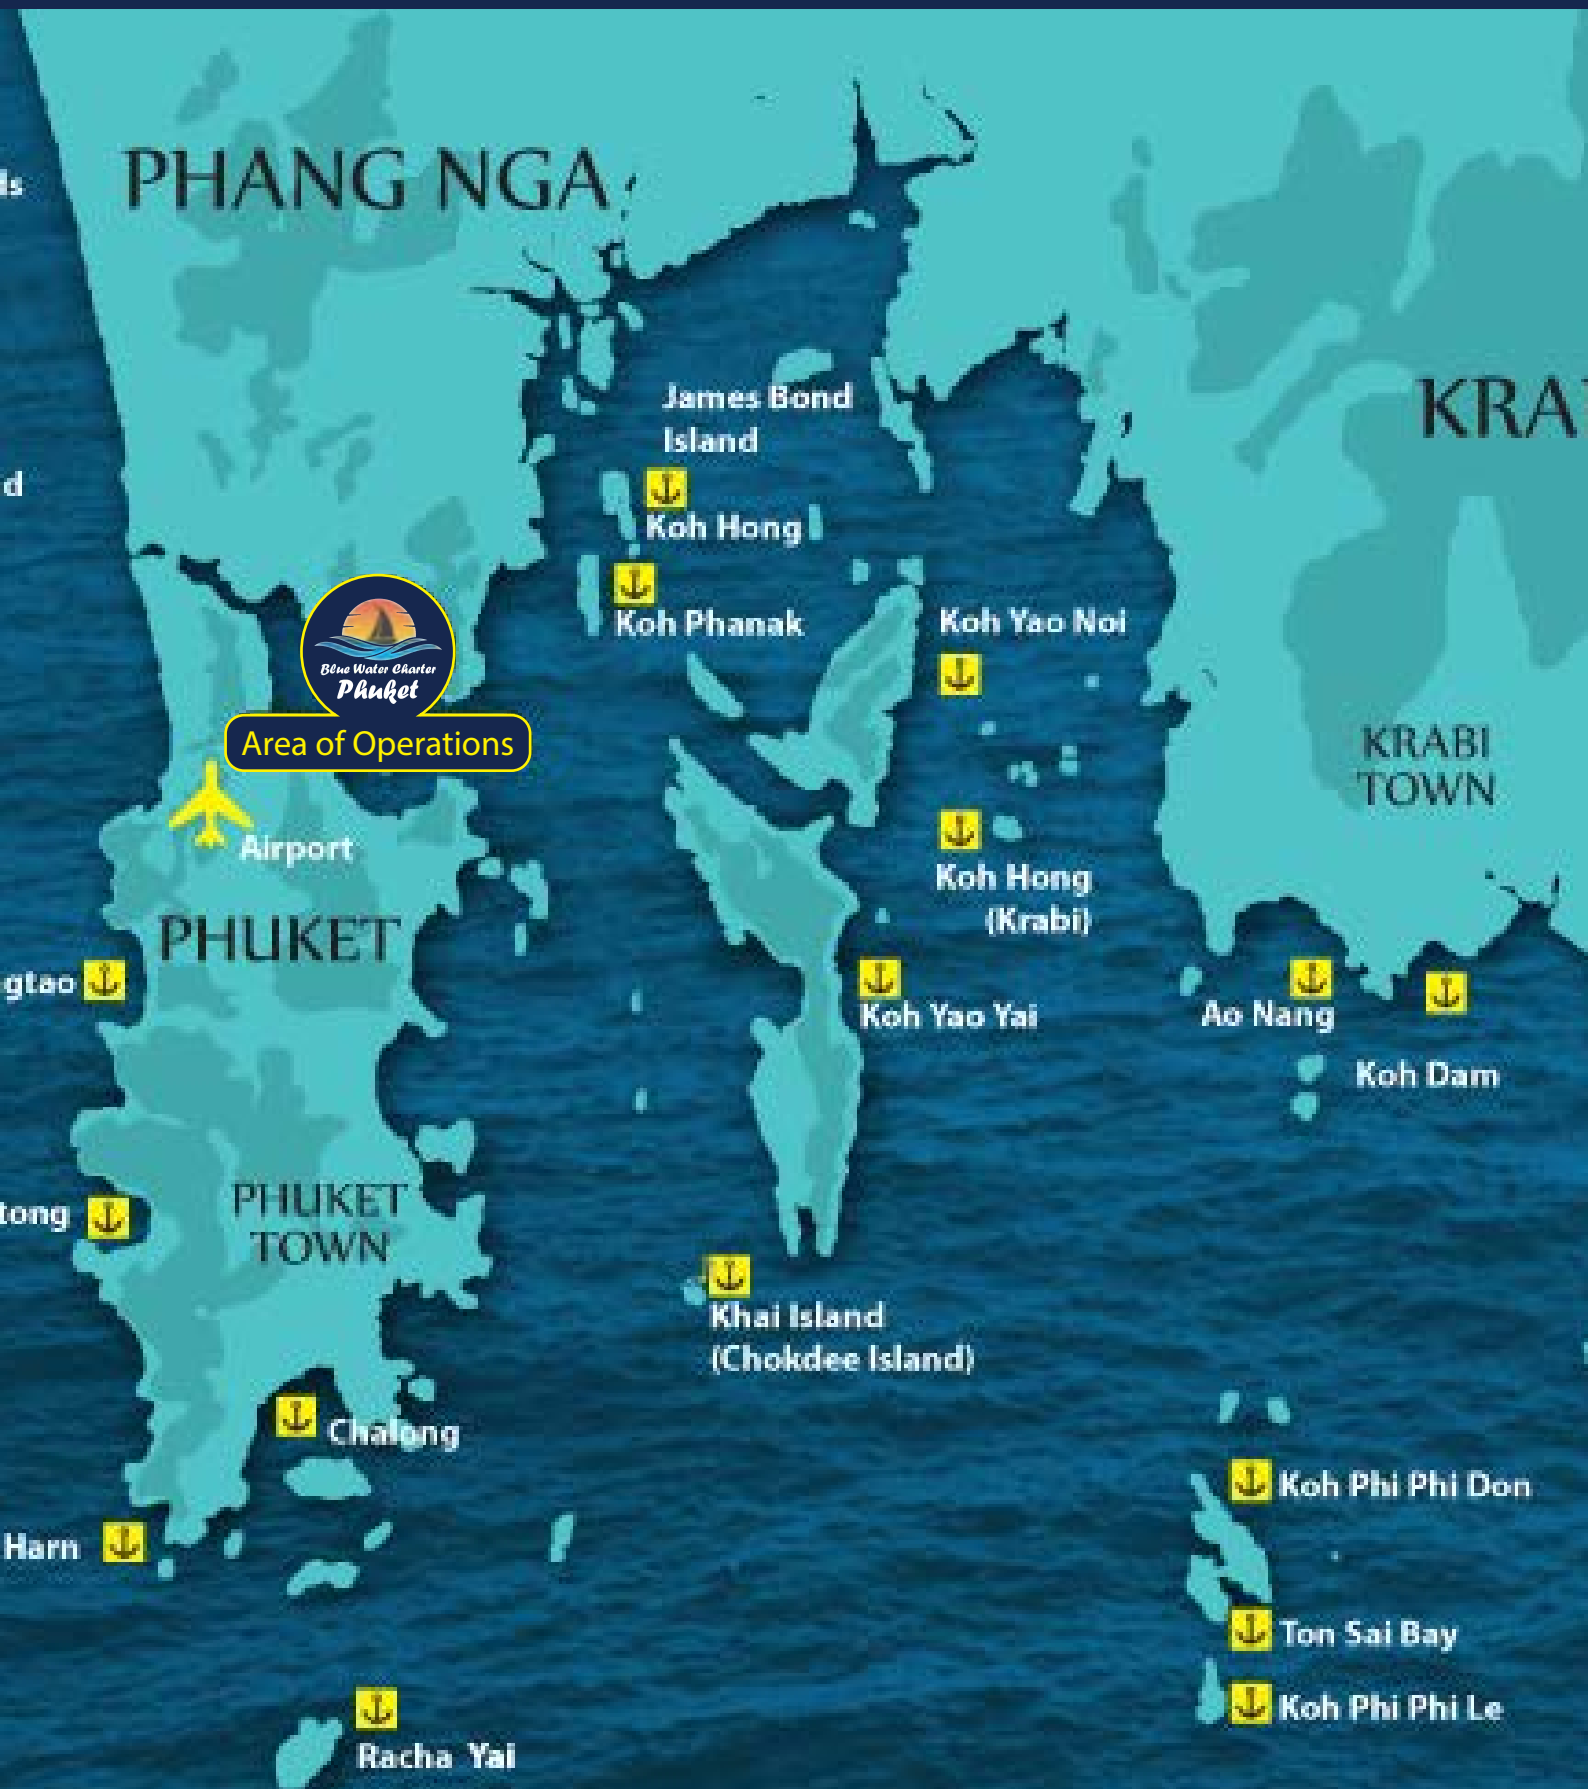 PHANG NGA
James Bond
Island
KRA
Koh Hong
Koh Phanak
Koh Yao Noi
Blue Water Charter
Phuket
Area of Operations
KRABI
TOWN
Airport
Koh Hong
(Krabi)
PHUKET
gtao
Koh Yao Yai
Ao Nang
Koh Dam
PHUKET
TOWN
tong
Khai Island
(Chokdee Island)
Chalong
Koh Phi Phi Don
Harn
Ton Sai Bay
Koh Phi Phi Le
Racha Yai